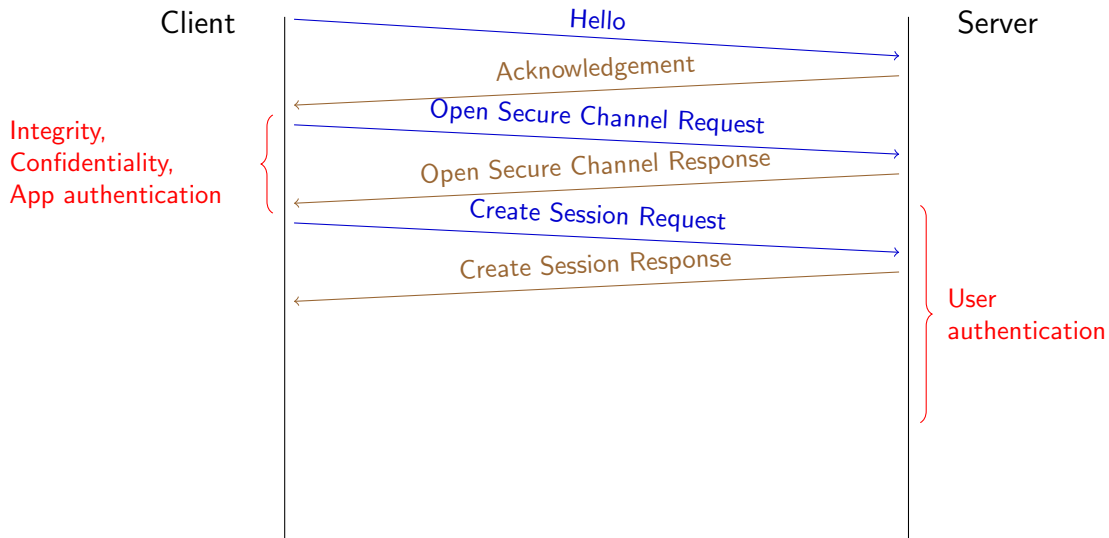 Client
Server
Hello
Acknowledgement
Open Secure Channel Request
Integrity,
Confidentiality,
App authentication
Open Secure Channel Response
Create Session Request
Create Session Response
User
authentication